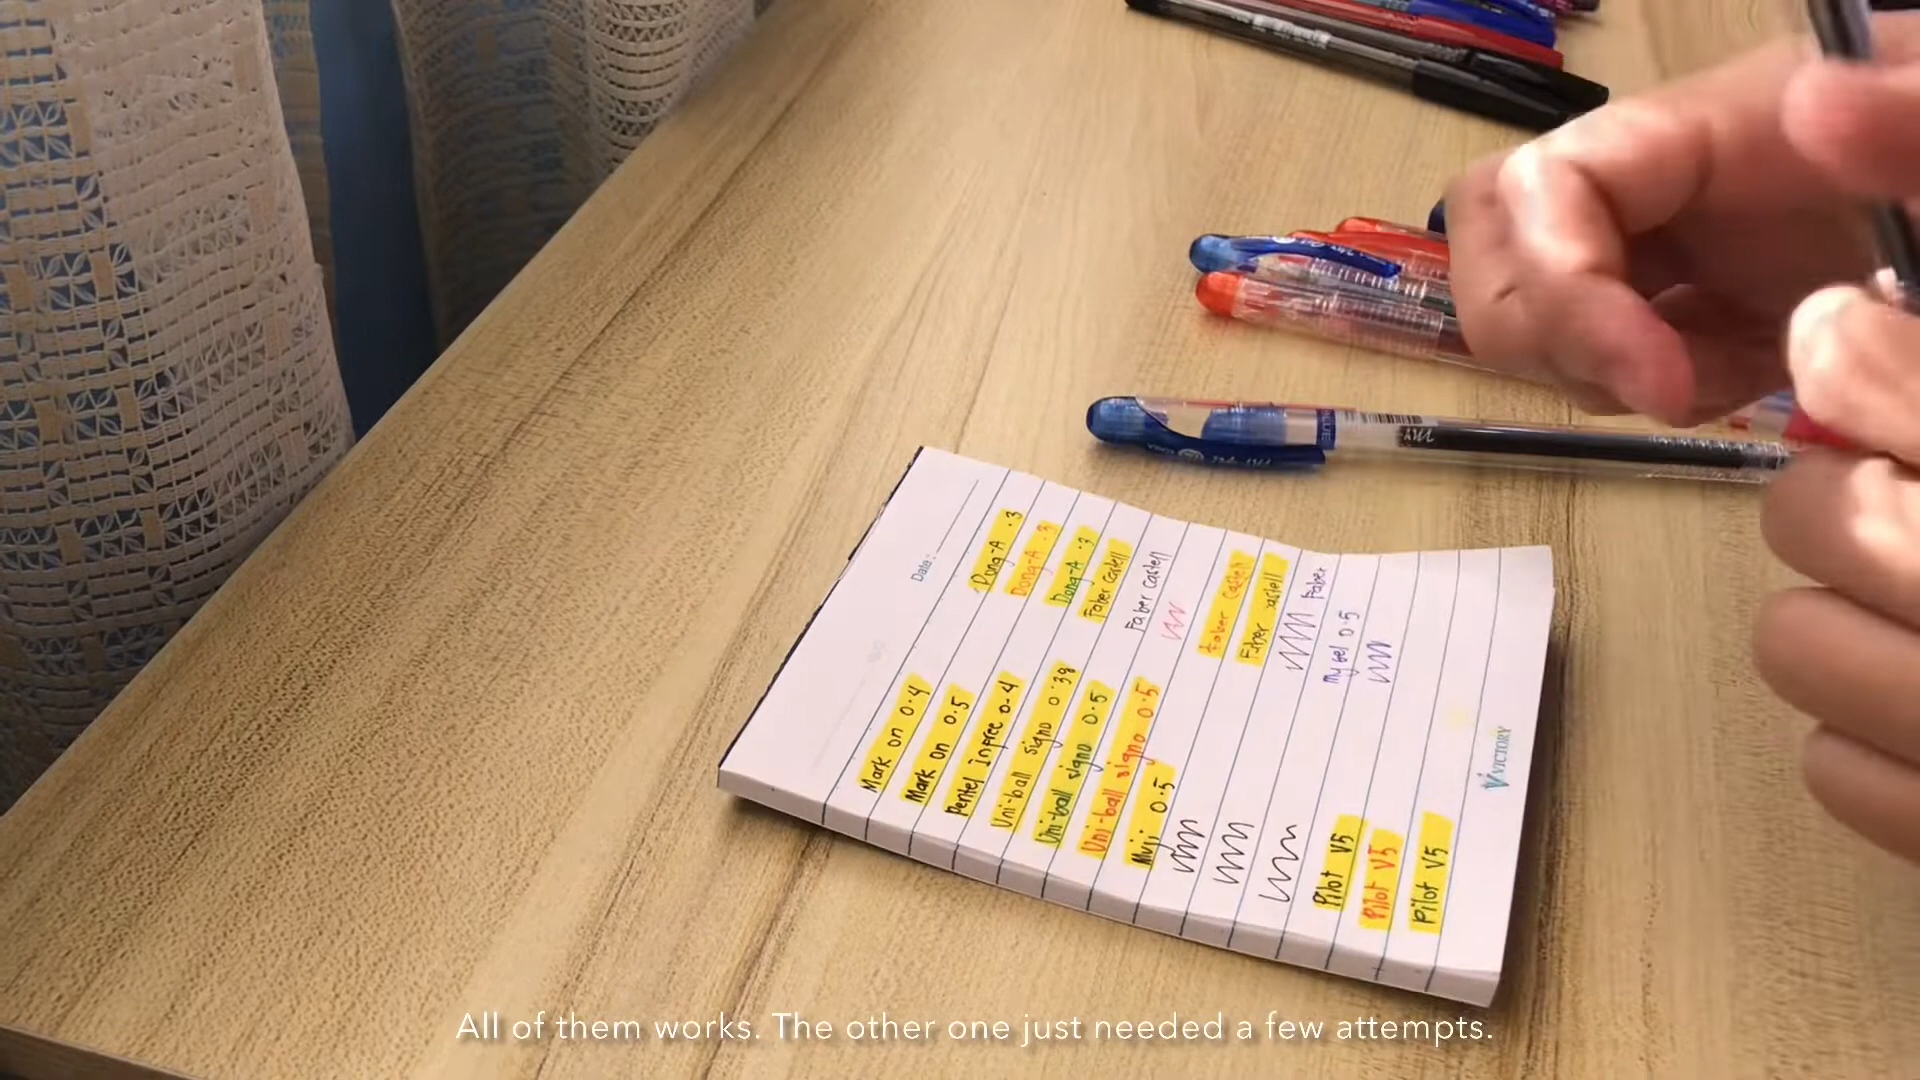 Date:
Mark on 0.4
Mark on 0.5
Pentel infree 0.4
Uni-ball signo 0.38
Uni-ball signo 0.5
Uni-ball signo 0.5
Muji 0.5
Pilot V5
Pilot V5
Pilot V5
Dong-A .3
Dong-A .3
Dong-A .3
Faber castell
Faber castell
Faber castell
Faber castell
Faber
My Gel 0.5
VICTORY
All of them works. The other one just needed a few attempts.